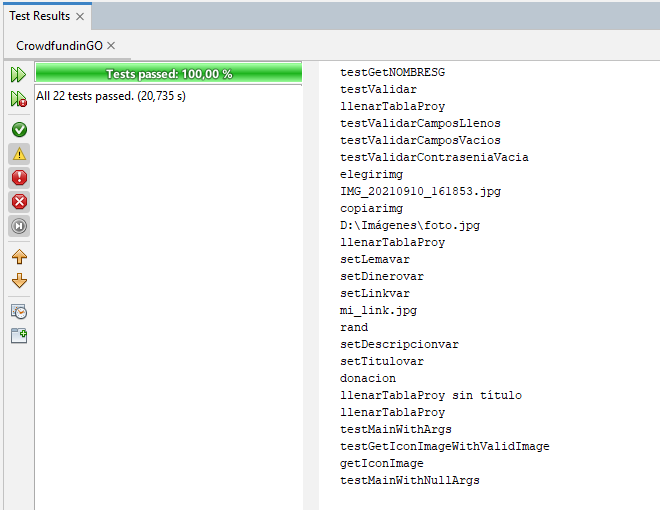 Test Results
CrowdfundinGO
Tests passed: 100,00 %
All 22 tests passed. (20,735 s)
testGetNOMBRESG
testValidar
llenarTablaProy
testValidarCamposLlenos
testValidarCamposVacios
testValidarContraseniaVacia
elegirimg
IMG_20210910_161853.jpg
copiarimg
D:\Imágenes\foto.jpg
llenarTablaProy
setLemavar
setDinerovar
setLinkvar
mi_link.jpg
rand
setDescripcionvar
setTitulovar
donacion
llenarTablaProy sin título
llenarTablaProy
testMainWithArgs
testGetIconImageWithValidImage
getIconImage
testMainWithNullArgs